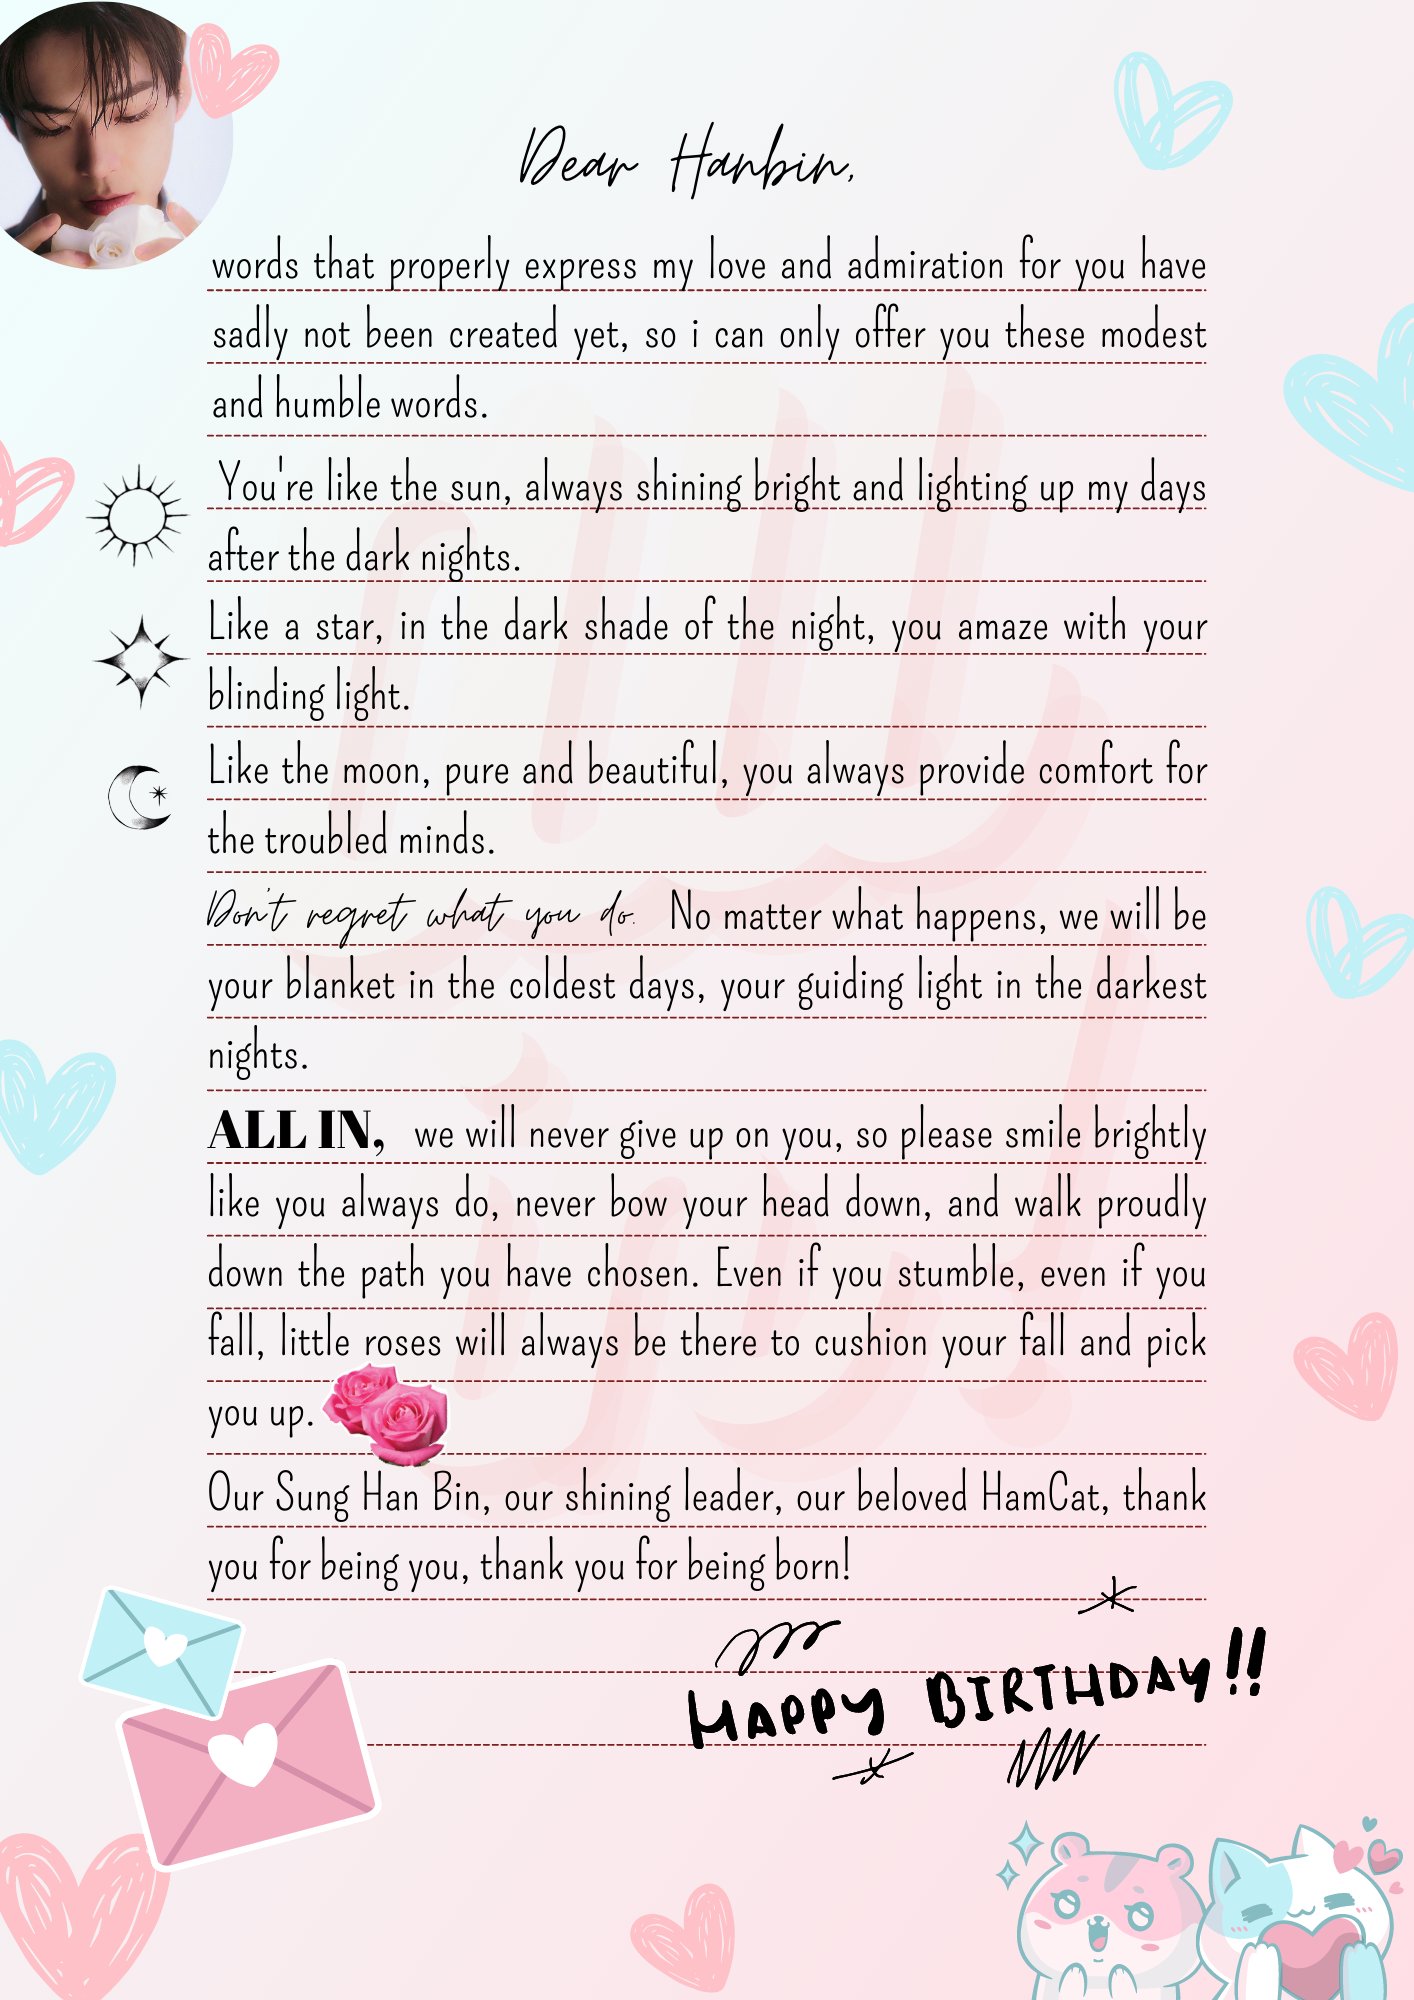 Dear Hanbin,
words that properly express my love and admiration for you have
sadly not been created yet, so i can only offer you these modest
and humble words.
You're like the sun, always shining bright and lighting up my days
after the dark nights.
Like a star, in the dark shade of the night, you amaze with your
blinding light.
Like the moon, pure and beautiful, you always provide comfort for
the troubled minds.
Don't regret what you do. No matter what happens, we will be
your blanket in the coldest days, your guiding light in the darkest
nights.
ALL IN, we will never give up on you, so please smile brightly
like you always do, never bow your head down, and walk proudly
down the path you have chosen. Even if you stumble, even if you
fall, little roses will always be there to cushion your fall and pick
you up.
Our Sung Han Bin, our shining leader, our beloved HamCat, thank
you for being you, thank you for being born!
HAPPY BIRTHDAY!!